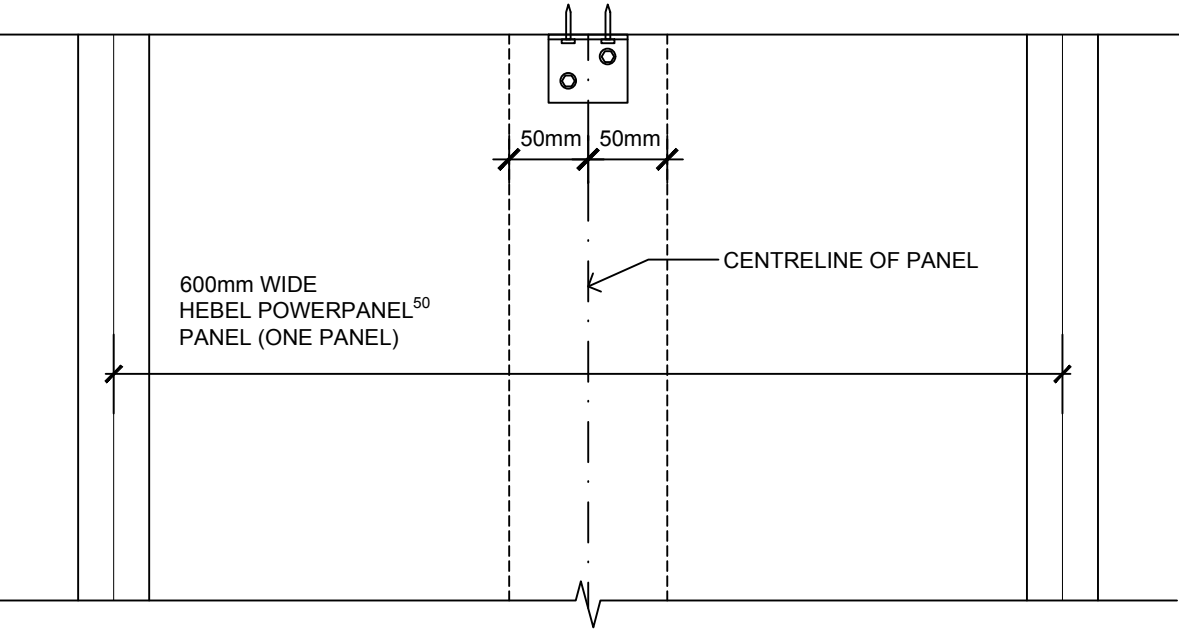 50mm 50mm
CENTRELINE OF PANEL
600mm WIDE
HEBEL POWERPANEL⁵⁰
PANEL (ONE PANEL)